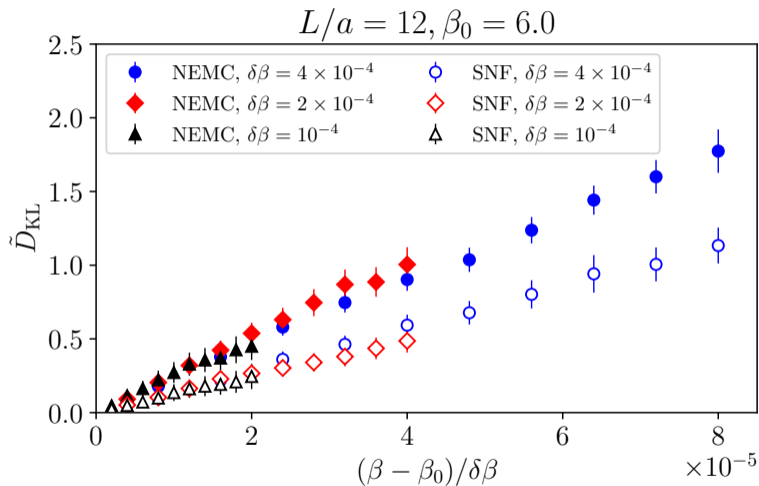 L/a = 12, β₀ = 6.0
2.5
2.0
1.5
1.0
0.5
0.0
D̃_KL
NEMC, δβ = 4 × 10⁻⁴
NEMC, δβ = 2 × 10⁻⁴
NEMC, δβ = 10⁻⁴
SNF, δβ = 4 × 10⁻⁴
SNF, δβ = 2 × 10⁻⁴
SNF, δβ = 10⁻⁴
0 2 4 6 8
×10⁻⁵
(β − β₀)/δβ